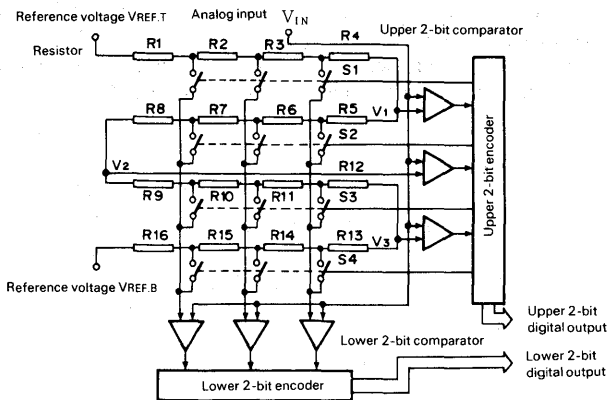 Reference voltage VREF.T
Analog input
VIN
Upper 2-bit comparator
Resistor
R1
R2
R3
R4
S1
R8
R7
R6
R5
V1
S2
V2
R12
R9
R10
R11
S3
R16
R15
R14
R13
V3
S4
Reference voltage VREF.B
Upper 2-bit encoder
Upper 2-bit
digital output
Lower 2-bit comparator
Lower 2-bit
digital output
Lower 2-bit encoder